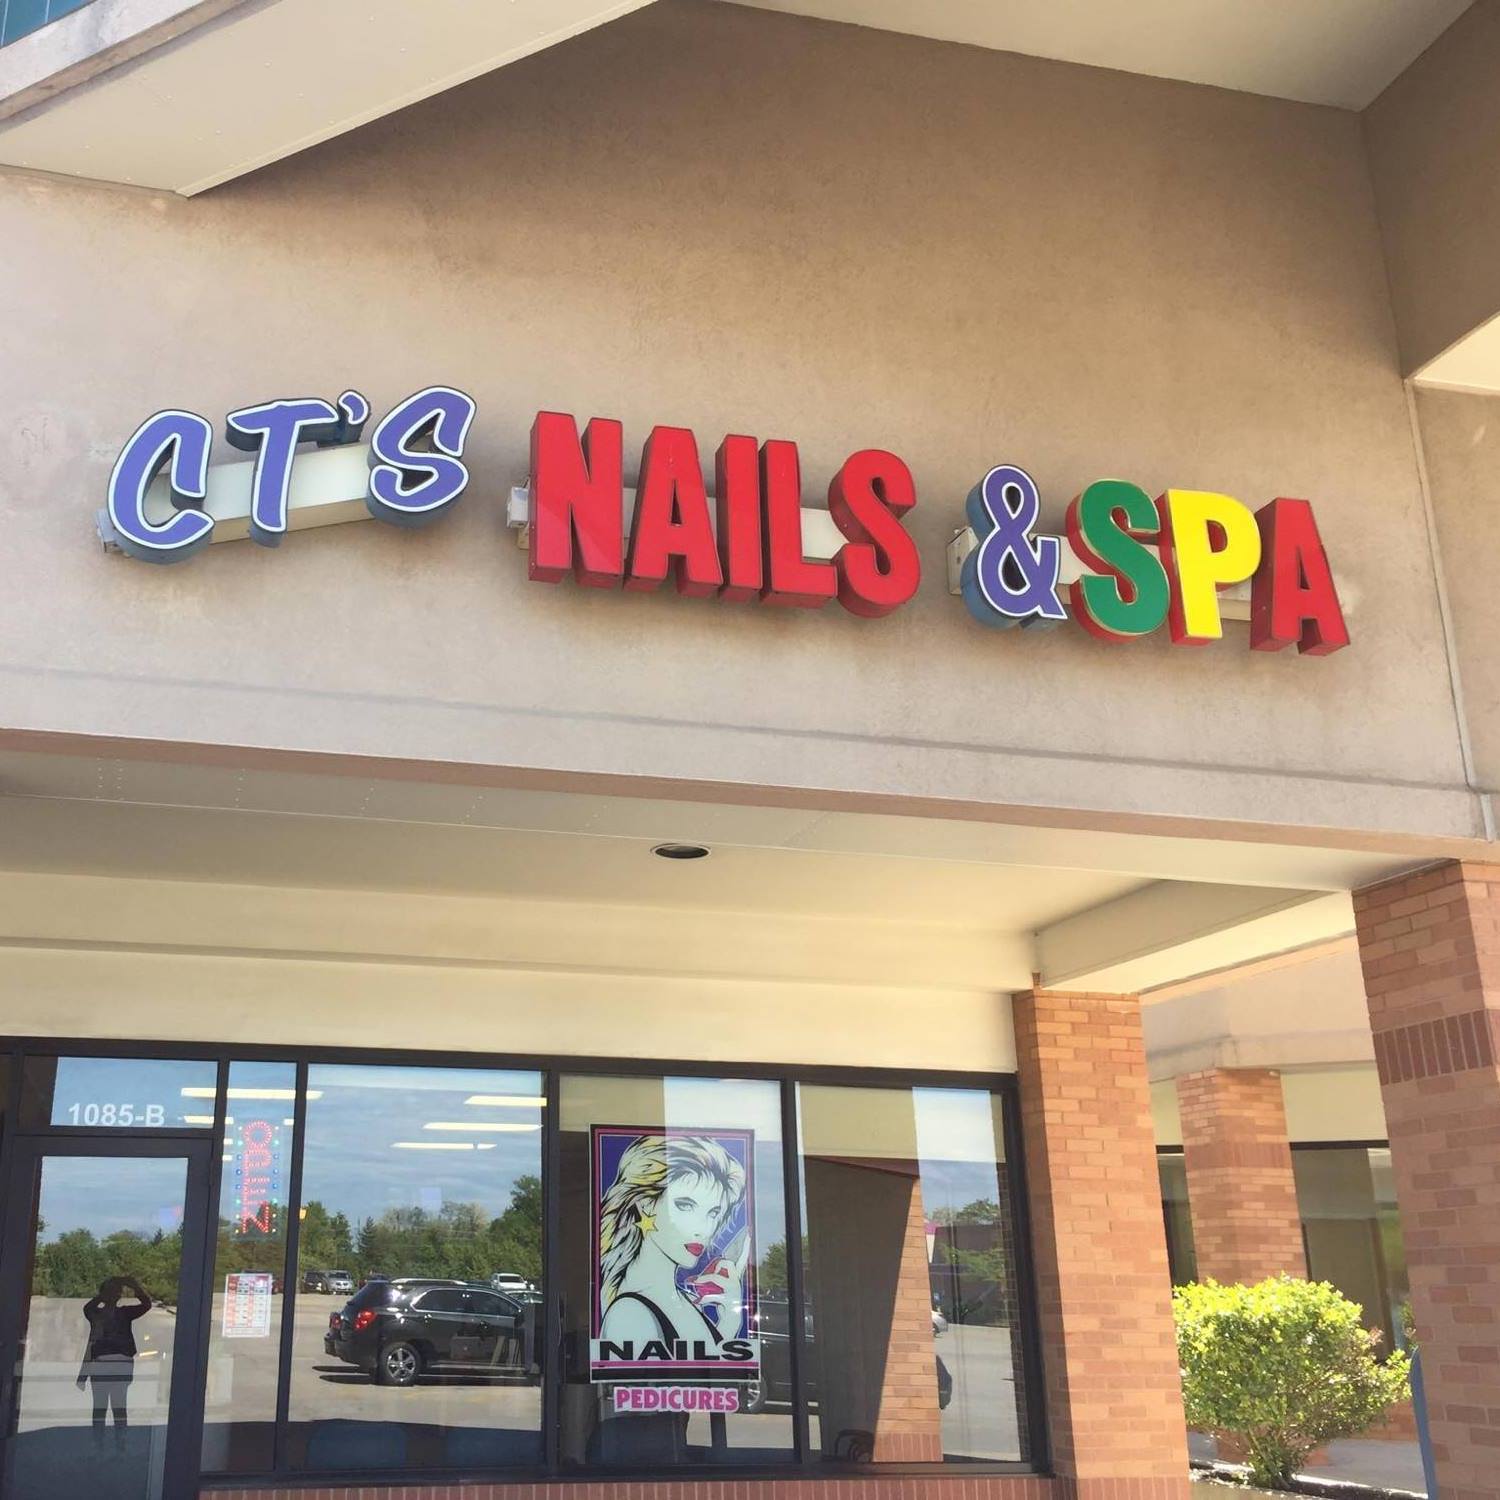 CT'S NAILS & SPA
1085-B
OPEN
NAILS
PEDICURES